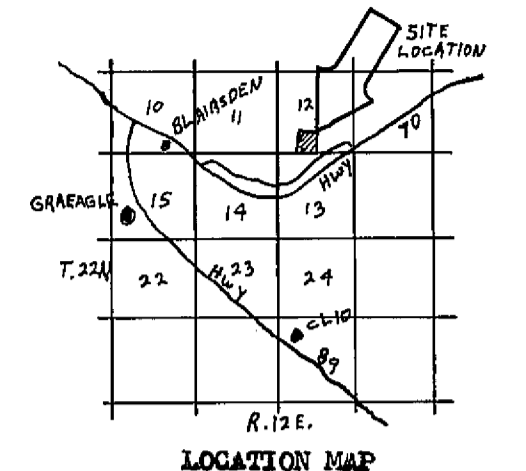 SITE
LOCATION
10
BLAIRSDEN
11
12
HWY
70
GRAEAGLE
15
14
13
T.22N
22
HWY
23
24
CLIO
89
R.12E.
LOCATION MAP